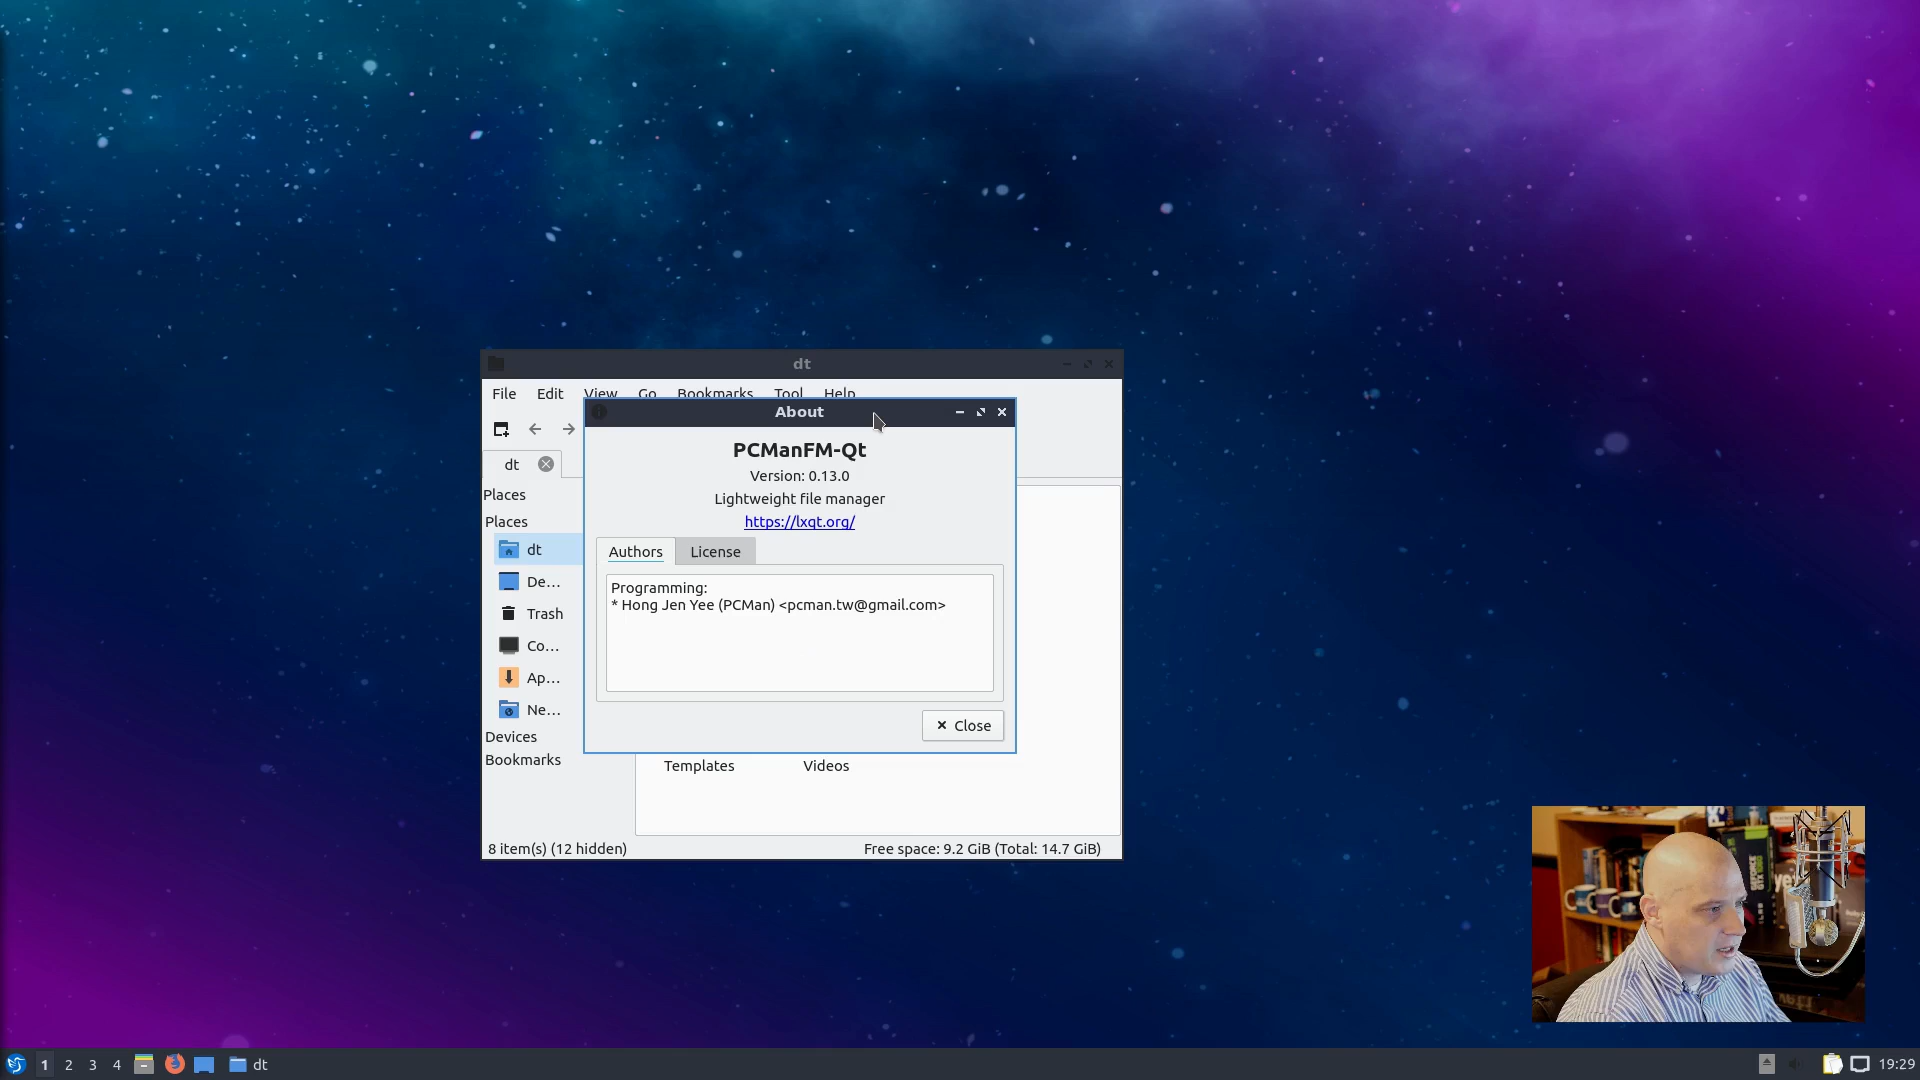 dt
File Edit View Go Bookmarks Tool Help
About
dt
PCManFM-Qt
Version: 0.13.0
Lightweight file manager
https://lxqt.org/
Authors License
Programming:
* Hong Jen Yee (PCMan) <pcman.tw@gmail.com>
Close
Places
Places
dt
De...
Trash
Co...
Ap...
Ne...
Devices
Bookmarks
Templates Videos
8 item(s) (12 hidden) Free space: 9.2 GiB (Total: 14.7 GiB)
1 2 3 4 dt 19:29